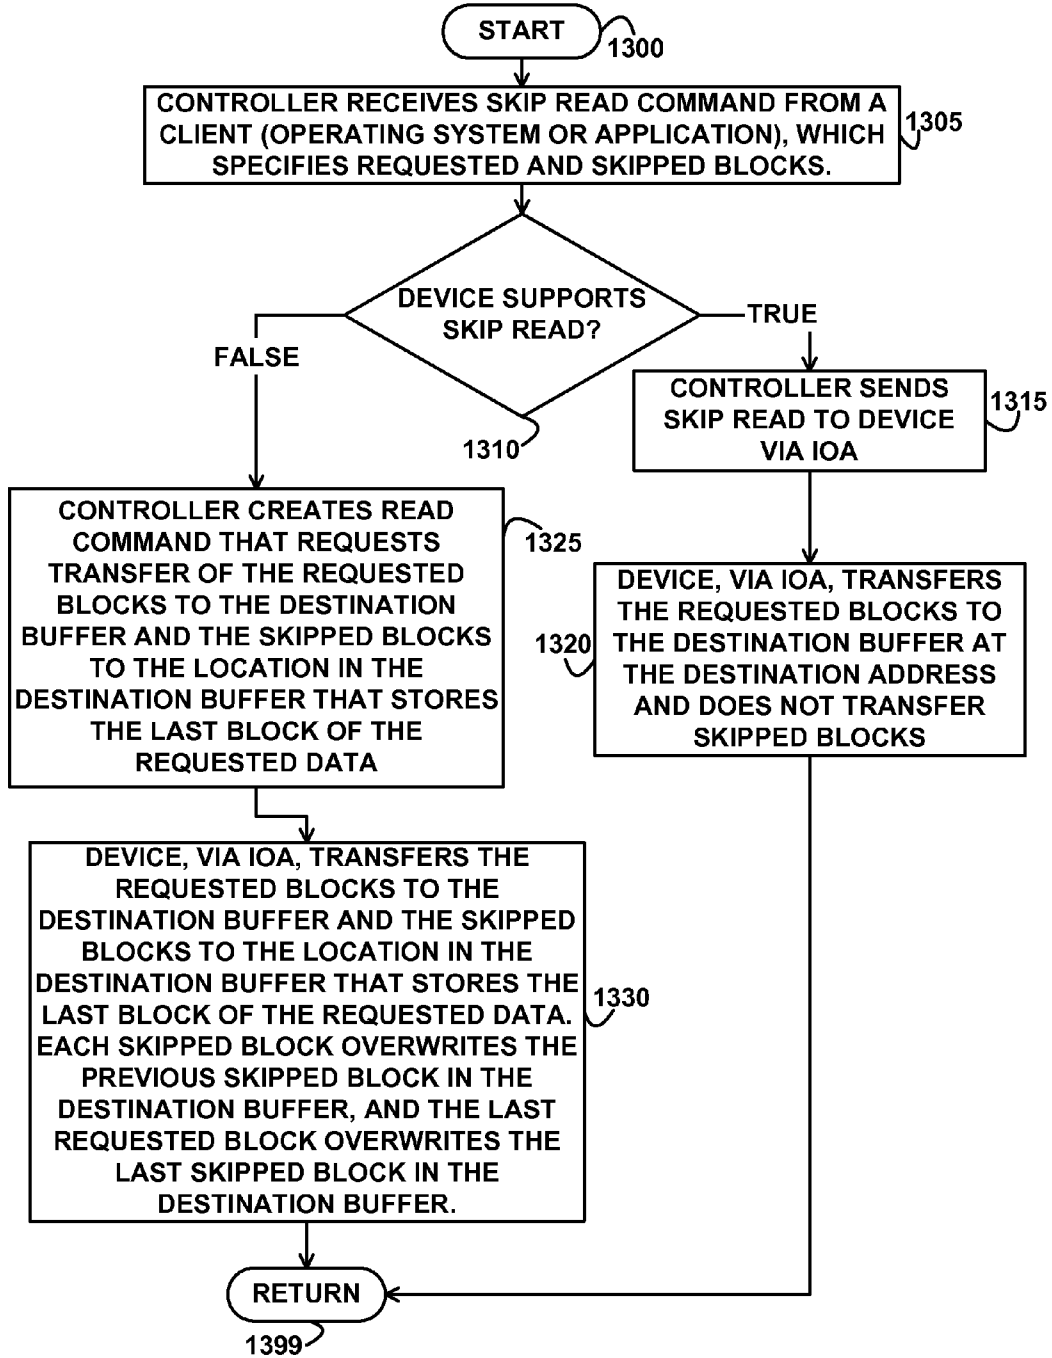 START
1300
CONTROLLER RECEIVES SKIP READ COMMAND FROM A
CLIENT (OPERATING SYSTEM OR APPLICATION), WHICH
SPECIFIES REQUESTED AND SKIPPED BLOCKS.
1305
DEVICE SUPPORTS
SKIP READ?
1310
TRUE
FALSE
CONTROLLER SENDS
SKIP READ TO DEVICE
VIA IOA
1315
CONTROLLER CREATES READ
COMMAND THAT REQUESTS
TRANSFER OF THE REQUESTED
BLOCKS TO THE DESTINATION
BUFFER AND THE SKIPPED BLOCKS
TO THE LOCATION IN THE
DESTINATION BUFFER THAT STORES
THE LAST BLOCK OF THE
REQUESTED DATA
1325
DEVICE, VIA IOA, TRANSFERS
THE REQUESTED BLOCKS TO
THE DESTINATION BUFFER AT
THE DESTINATION ADDRESS
AND DOES NOT TRANSFER
SKIPPED BLOCKS
1320
DEVICE, VIA IOA, TRANSFERS THE
REQUESTED BLOCKS TO THE
DESTINATION BUFFER AND THE SKIPPED
BLOCKS TO THE LOCATION IN THE
DESTINATION BUFFER THAT STORES THE
LAST BLOCK OF THE REQUESTED DATA.
EACH SKIPPED BLOCK OVERWRITES THE
PREVIOUS SKIPPED BLOCK IN THE
DESTINATION BUFFER, AND THE LAST
REQUESTED BLOCK OVERWRITES THE
LAST SKIPPED BLOCK IN THE
DESTINATION BUFFER.
1330
RETURN
1399